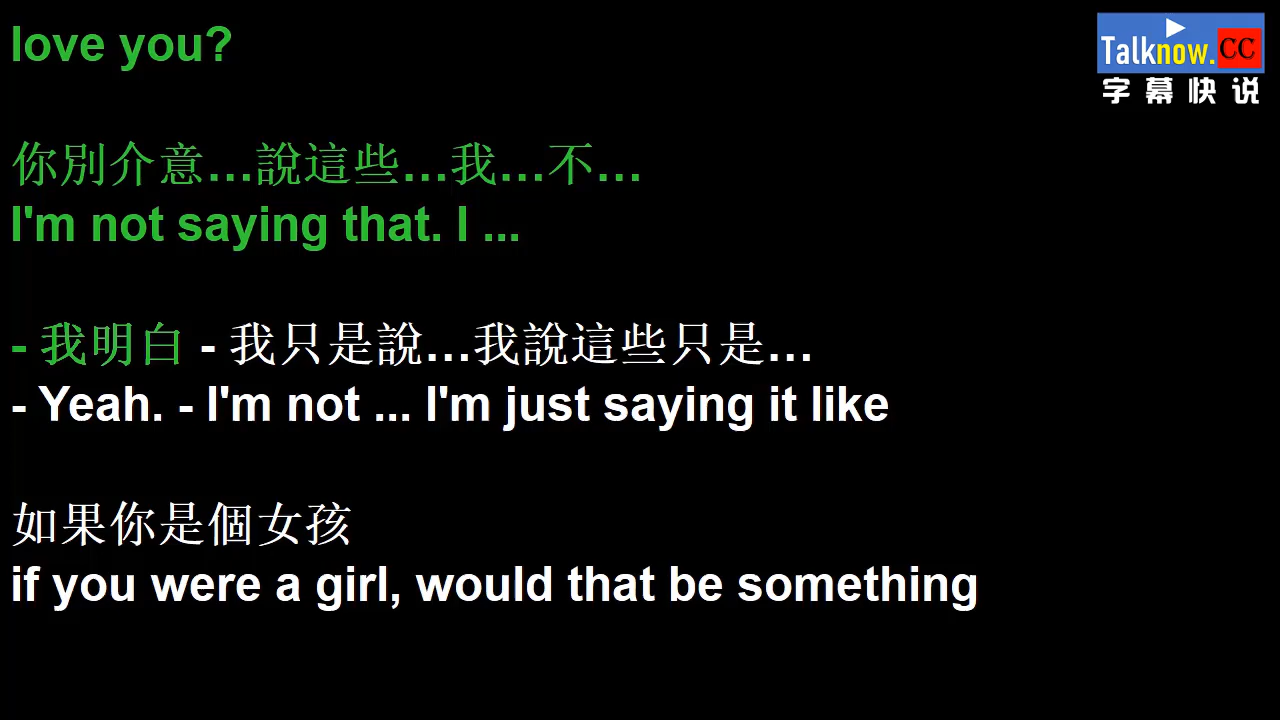 love you?
Talknow.CC
字幕快说
你別介意…說這些…我…不…
I'm not saying that. I ...
- 我明白 - 我只是說…我說這些只是…
- Yeah. - I'm not ... I'm just saying it like
如果你是個女孩
if you were a girl, would that be something